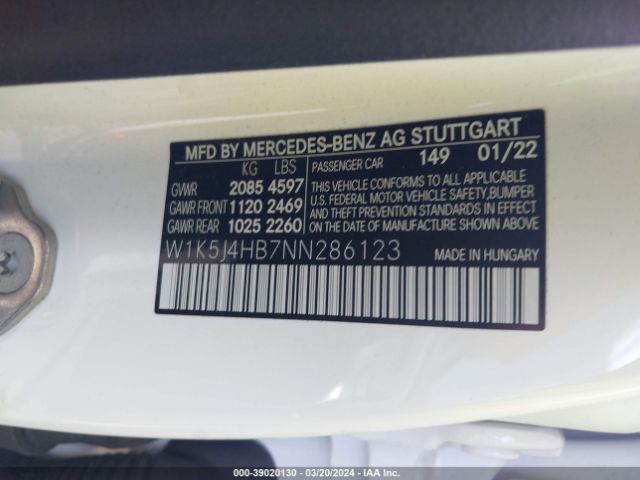 MFD BY MERCEDES-BENZ AG STUTTGART
KG LBS PASSENGER CAR 149 01/22
GVWR 2085 4597
GAWR FRONT 1120 2469
GAWR REAR 1025 2260
THIS VEHICLE CONFORMS TO ALL APPLICABLE
U.S. FEDERAL MOTOR VEHICLE SAFETY, BUMPER
AND THEFT PREVENTION STANDARDS IN EFFECT
ON THE DATE OF MANUFACTURE SHOWN ABOVE.
W1K5J4HB7NN286123 MADE IN HUNGARY
000-39020130 - 03/20/2024 - IAA Inc.